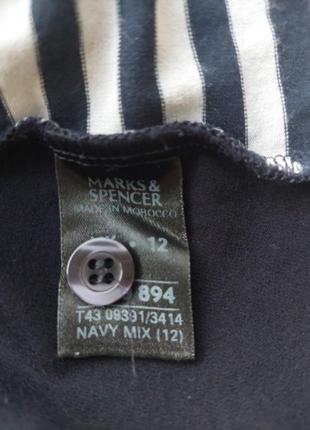 MARKS &
SPENCER
MADE IN MOROCCO
• 12
894
T43 08391/3414
NAVY MIX (12)